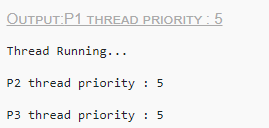 Output:P1 thread priority : 5
Thread Running...
P2 thread priority : 5
P3 thread priority : 5